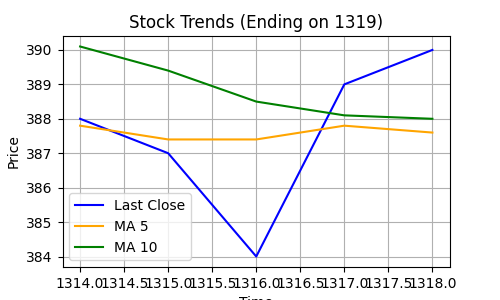 Stock Trends (Ending on 1319)
390
389
388
387
386
385
384
Price
Last Close
MA 5
MA 10
1314.0 1314.5 1315.0 1315.5 1316.0 1316.5 1317.0 1317.5 1318.0
Time